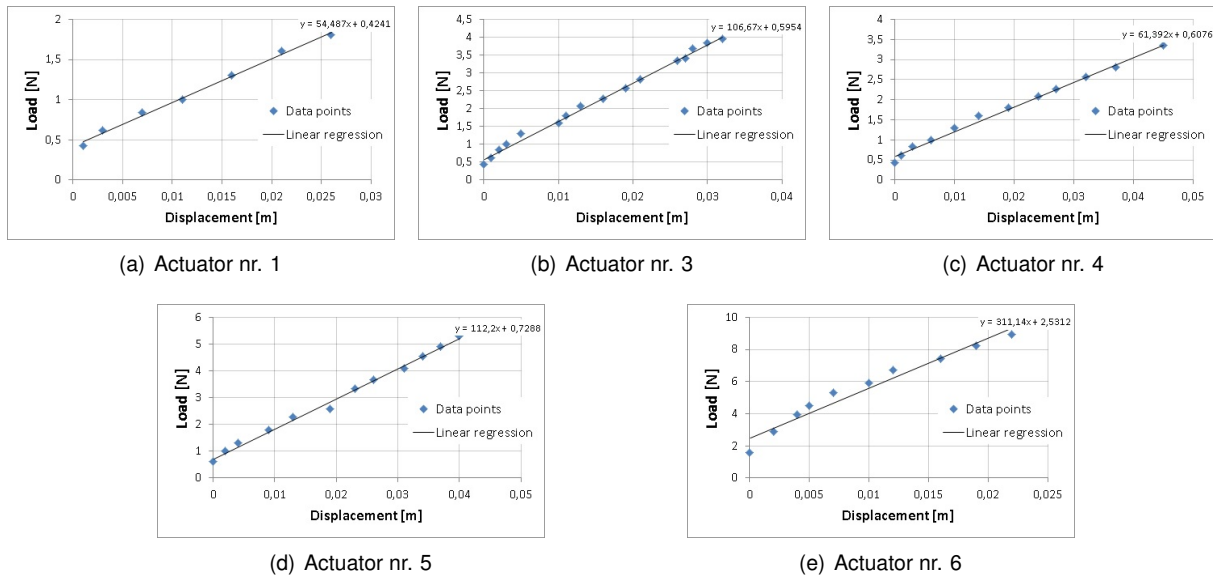 y = 54,487x + 0,4241
2
1,5
1
0,5
0
0 0,005 0,01 0,015 0,02 0,025 0,03
Load [N]
Displacement [m]
Data points
Linear regression
(a) Actuator nr. 1
y = 106,67x + 0,5954
4,5
4
3,5
3
2,5
2
1,5
1
0,5
0
0 0,01 0,02 0,03 0,04
Load [N]
Displacement [m]
Data points
Linear regression
(b) Actuator nr. 3
y = 61,392x + 0,6076
4
3,5
3
2,5
2
1,5
1
0,5
0
0 0,01 0,02 0,03 0,04 0,05
Load [N]
Displacement [m]
Data points
Linear regression
(c) Actuator nr. 4
y = 112,2x + 0,7288
6
5
4
3
2
1
0
0 0,01 0,02 0,03 0,04 0,05
Load [N]
Displacement [m]
Data points
Linear regression
(d) Actuator nr. 5
y = 311,14x + 2,5312
10
8
6
4
2
0
0 0,005 0,01 0,015 0,02 0,025
Load [N]
Displacement [m]
Data points
Linear regression
(e) Actuator nr. 6